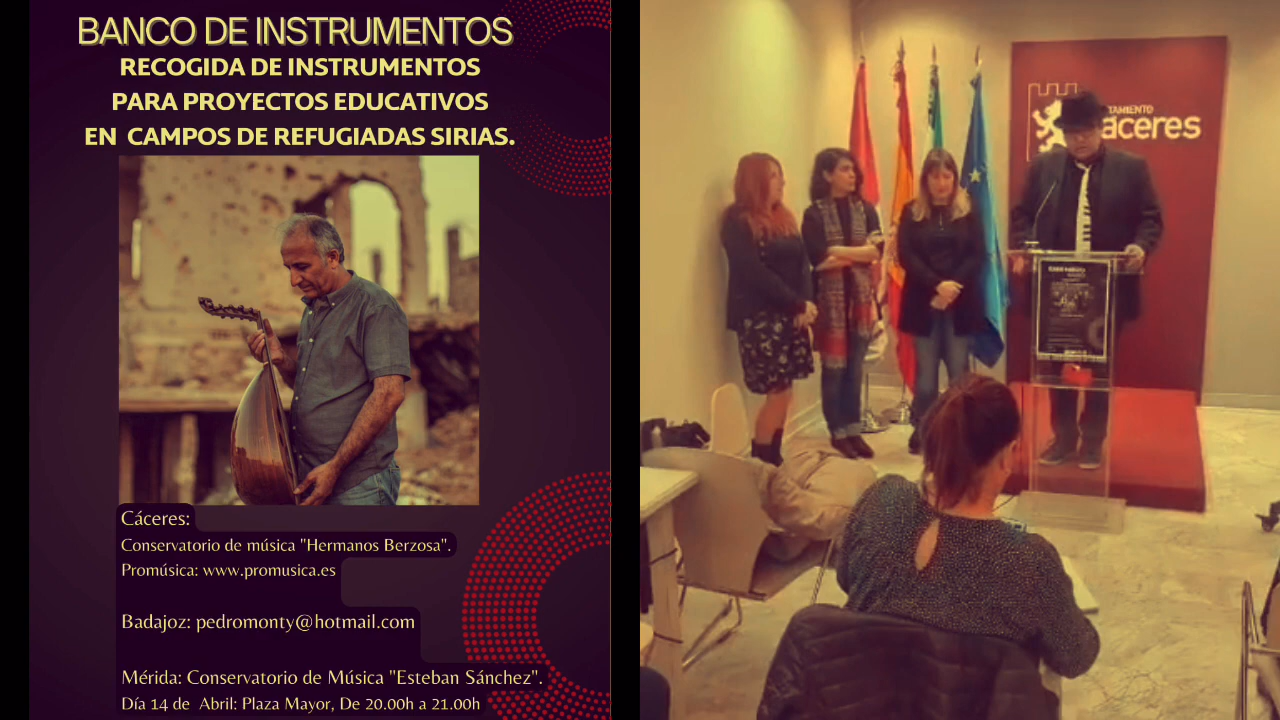 BANCO DE INSTRUMENTOS
RECOGIDA DE INSTRUMENTOS
PARA PROYECTOS EDUCATIVOS
EN CAMPOS DE REFUGIADAS SIRIAS.
Cáceres:
Conservatorio de música "Hermanos Berzosa".
Promúsica: www.promusica.es
Badajoz: pedromonty@hotmail.com
Mérida: Conservatorio de Música "Esteban Sánchez".
Día 14 de Abril: Plaza Mayor, De 20.00h a 21.00h
TAMIENTO
áceres